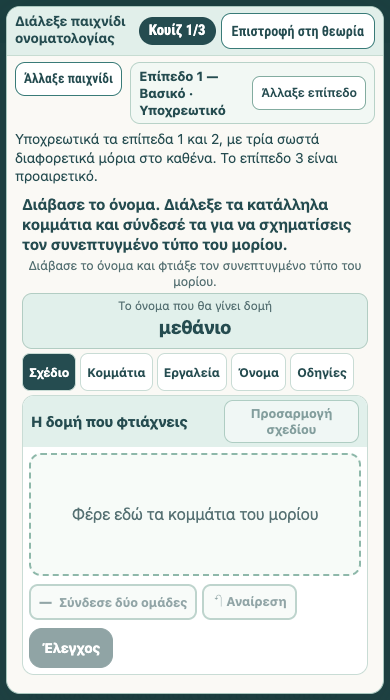 Διάλεξε παιχνίδι
ονοματολογίας
Κουίζ 1/3
Επιστροφή στη θεωρία
Άλλαξε παιχνίδι
Επίπεδο 1 —
Βασικό ·
Υποχρεωτικό
Άλλαξε επίπεδο
Υποχρεωτικά τα επίπεδα 1 και 2, με τρία σωστά
διαφορετικά μόρια στο καθένα. Το επίπεδο 3 είναι
προαιρετικό.
Διάβασε το όνομα. Διάλεξε τα κατάλληλα
κομμάτια και σύνδεσέ τα για να σχηματίσεις
τον συνεπτυγμένο τύπο του μορίου.
Διάβασε το όνομα και φτιάξε τον συνεπτυγμένο τύπο του
μορίου.
Το όνομα που θα γίνει δομή
μεθάνιο
Σχέδιο
Κομμάτια
Εργαλεία
Όνομα
Οδηγίες
Η δομή που φτιάχνεις
Προσαρμογή
σχεδίου
Φέρε εδώ τα κομμάτια του μορίου
— Σύνδεσε δύο ομάδες
Αναίρεση
Έλεγχος